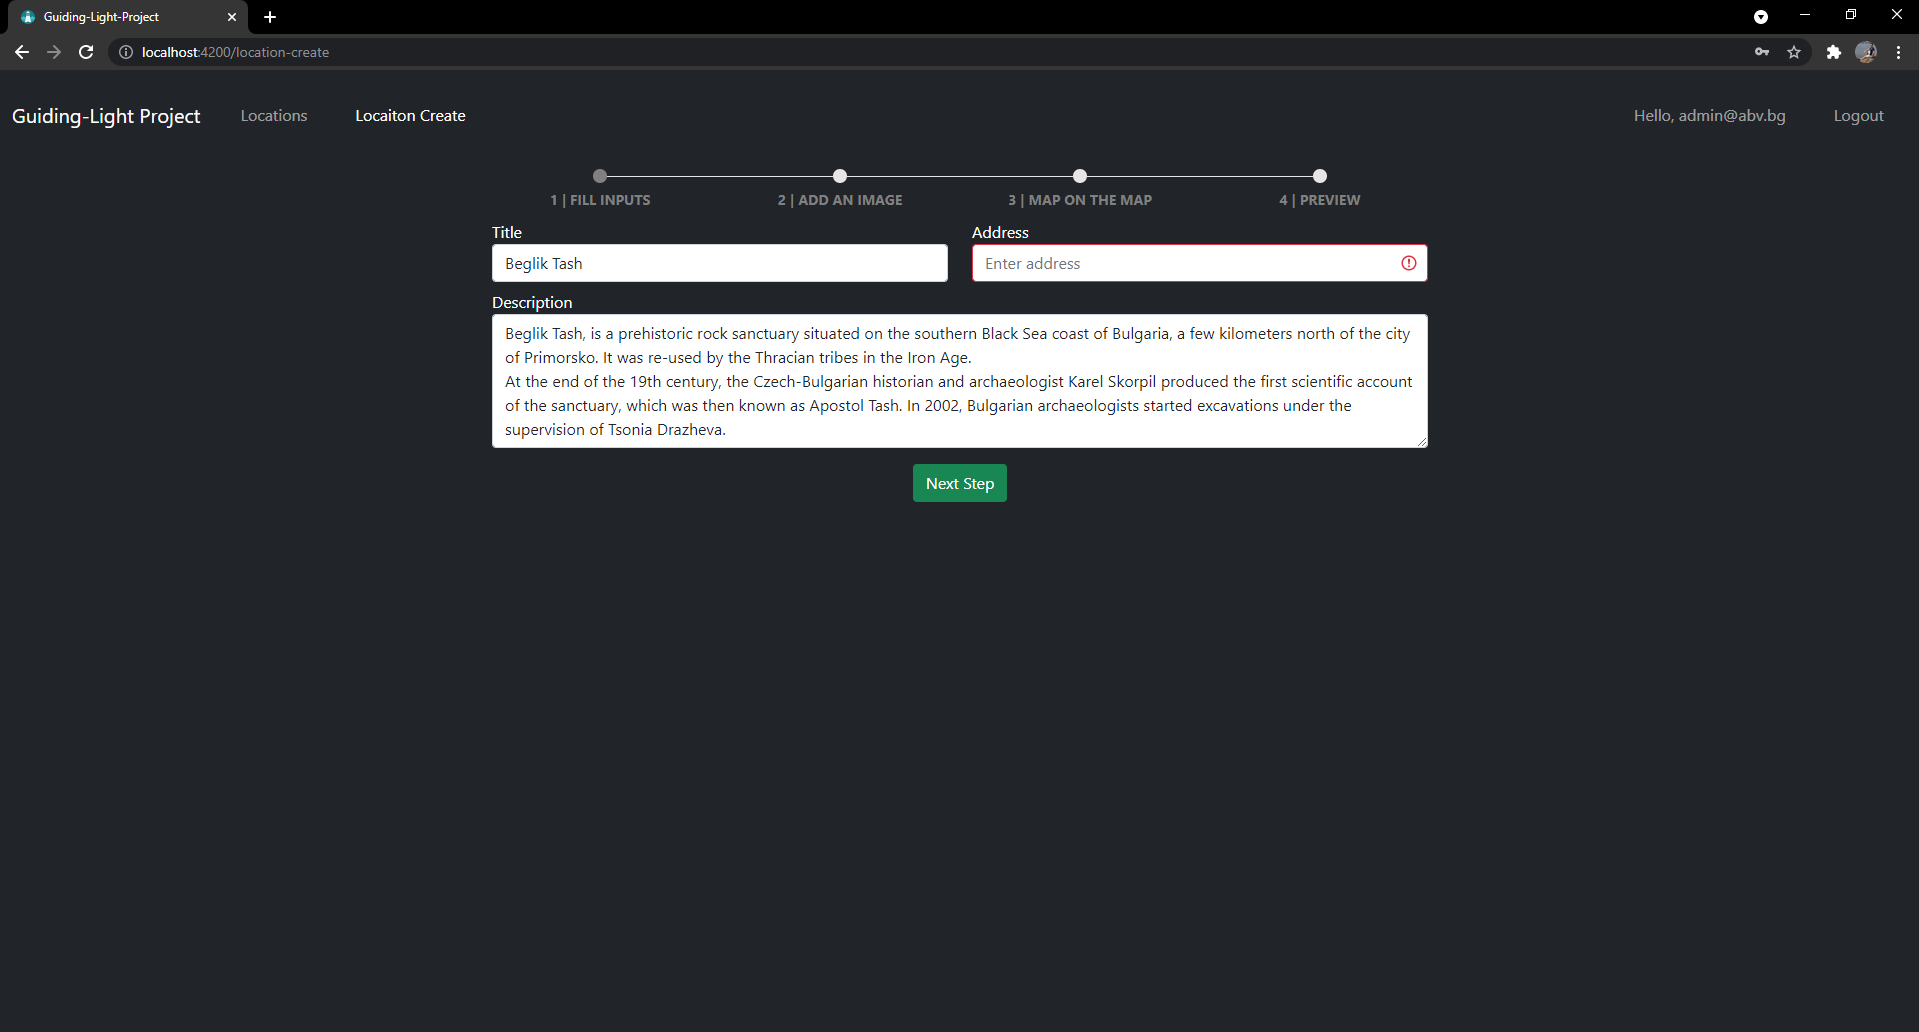 Guiding-Light-Project
localhost:4200/location-create
Guiding-Light Project Locations Locaiton Create Hello, admin@abv.bg Logout
1 | FILL INPUTS 2 | ADD AN IMAGE 3 | MAP ON THE MAP 4 | PREVIEW
Title Address
Beglik Tash Enter address
Description
Beglik Tash, is a prehistoric rock sanctuary situated on the southern Black Sea coast of Bulgaria, a few kilometers north of the city
of Primorsko. It was re-used by the Thracian tribes in the Iron Age.
At the end of the 19th century, the Czech-Bulgarian historian and archaeologist Karel Skorpil produced the first scientific account
of the sanctuary, which was then known as Apostol Tash. In 2002, Bulgarian archaeologists started excavations under the
supervision of Tsonia Drazheva.
Next Step